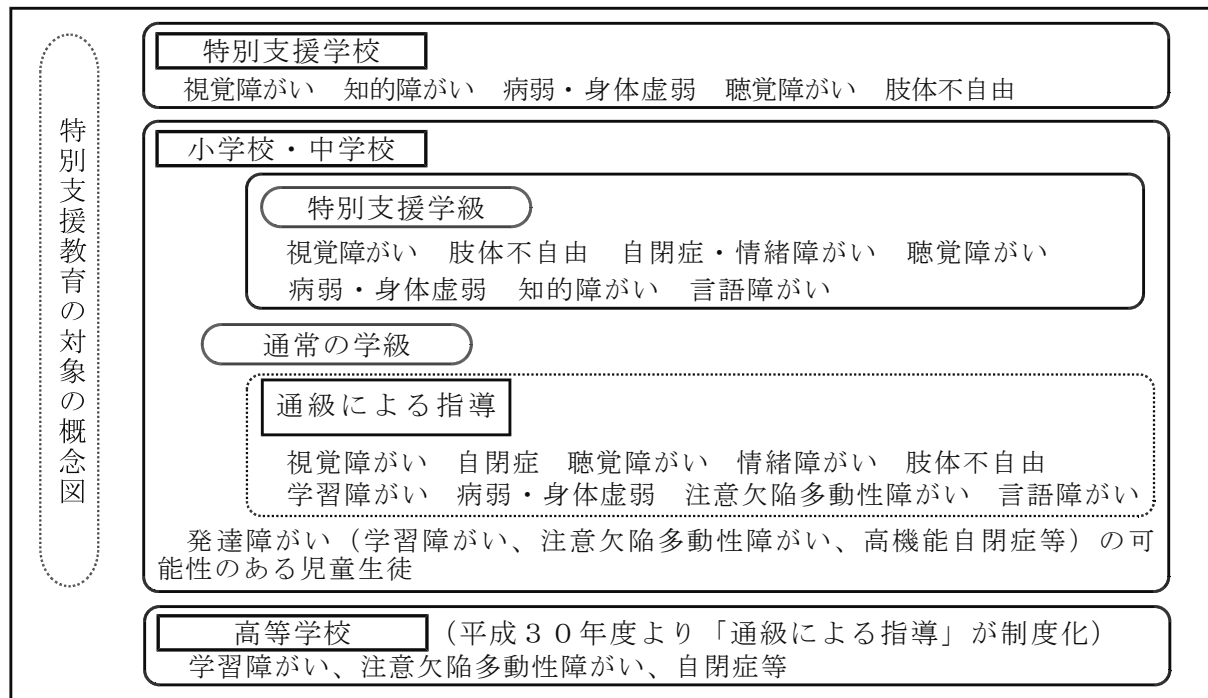 特別支援教育の対象の概念図
特別支援学校
視覚障がい　知的障がい　病弱・身体虚弱　聴覚障がい　肢体不自由
小学校・中学校
特別支援学級
視覚障がい　肢体不自由　自閉症・情緒障がい　聴覚障がい
病弱・身体虚弱　知的障がい　言語障がい
通常の学級
通級による指導
視覚障がい　自閉症　聴覚障がい　情緒障がい　肢体不自由
学習障がい　病弱・身体虚弱　注意欠陥多動性障がい　言語障がい
発達障がい（学習障がい、注意欠陥多動性障がい、高機能自閉症等）の可
能性のある児童生徒
高等学校　（平成３０年度より「通級による指導」が制度化）
学習障がい、注意欠陥多動性障がい、自閉症等